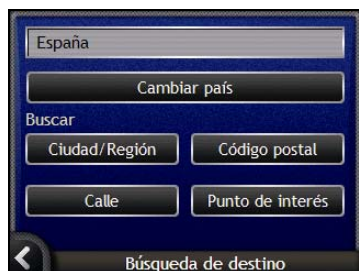 España
Cambiar país
Buscar
Ciudad/Región Código postal
Calle Punto de interés
Búsqueda de destino